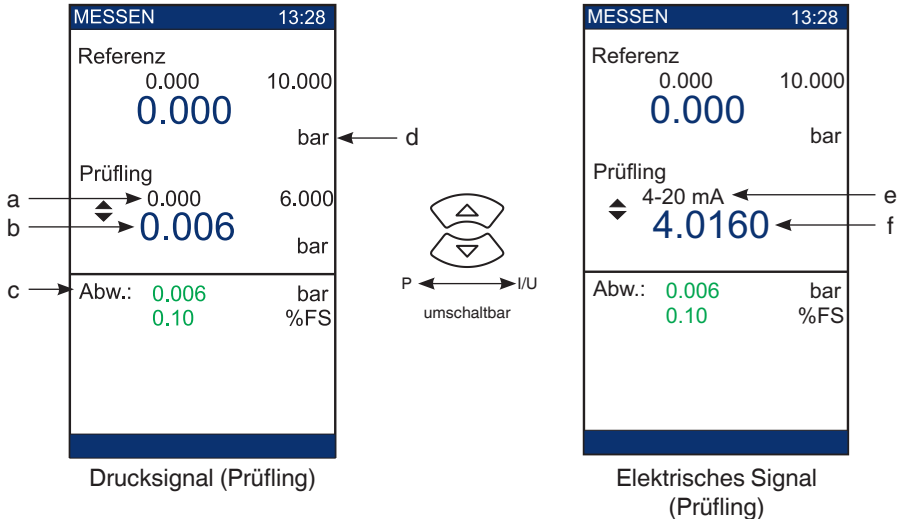 MESSEN 13:28
Referenz
0.000 10.000
0.000
bar
d
Prüfling
a
0.000 6.000
b
0.006
bar
c
Abw.: 0.006 bar
0.10 %FS
Drucksignal (Prüfling)
P I/U
umschaltbar
MESSEN 13:28
Referenz
0.000 10.000
0.000
bar
Prüfling
4-20 mA
e
4.0160
f
Abw.: 0.006 bar
0.10 %FS
Elektrisches Signal
(Prüfling)